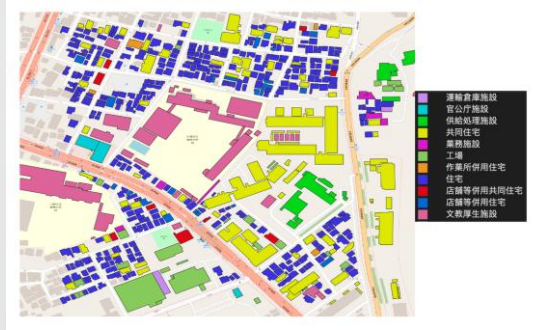 運輸倉庫施設
官公庁施設
供給処理施設
共同住宅
業務施設
工場
作業所併用住宅
住宅
店舗等併用共同住宅
店舗等併用住宅
文教厚生施設